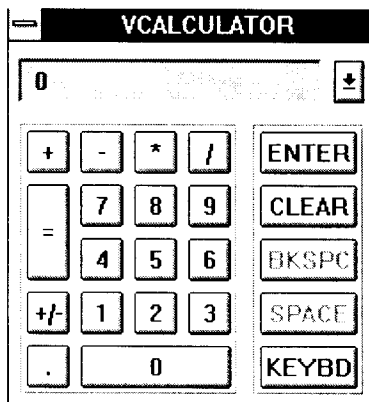 VCALCULATOR
0
+ - * / ENTER
7 8 9 CLEAR
=
4 5 6 BKSPC
+/- 1 2 3 SPACE
. 0 KEYBD